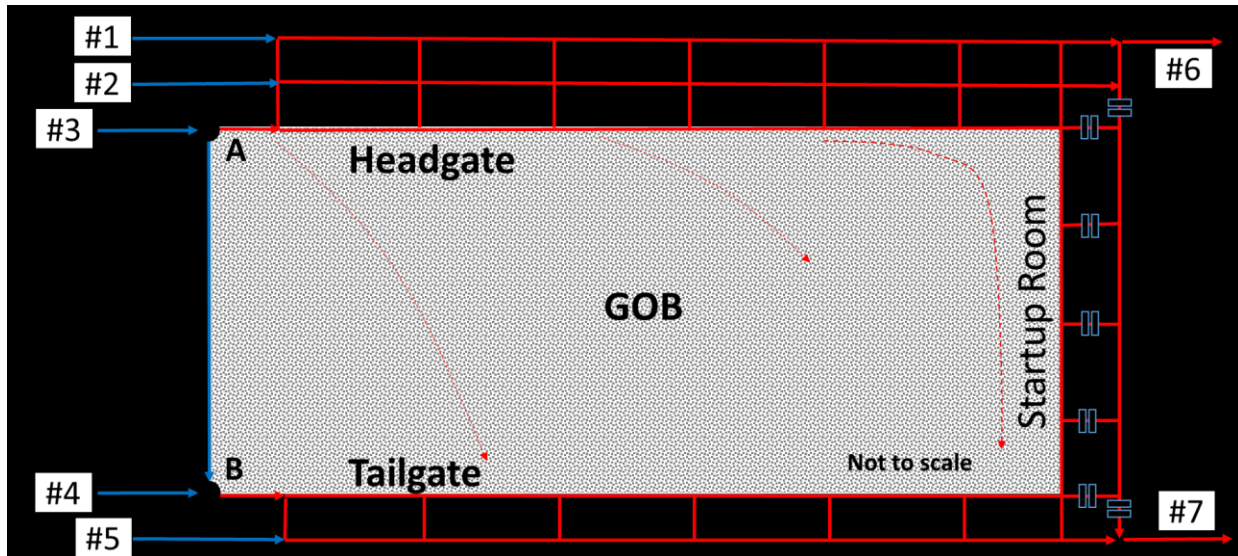 #1
#6
#2
#3
A
Headgate
Startup Room
GOB
B
Tailgate
Not to scale
#4
#7
#5